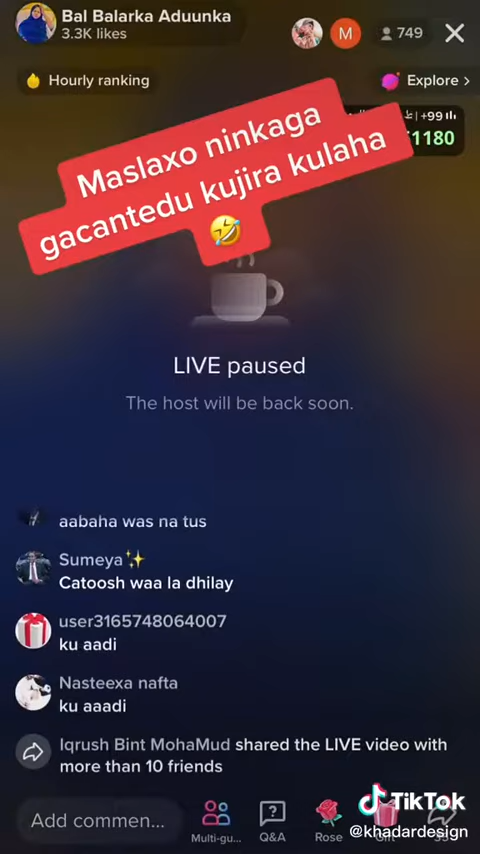 Bal Balarka Aduunka
3.3K likes
M
749
Hourly ranking
Explore >
+99
1180
Maslaxo ninkaga
gacantedu kujira kulaha
🤣
LIVE paused
The host will be back soon.
aabaha was na tus
Sumeya✨
Catoosh waa la dhilay
user3165748064007
ku aadi
Nasteexa nafta
ku aaadi
Iqrush Bint MohaMud shared the LIVE video with
more than 10 friends
Add comment...
Multi-gu...
Q&A
Rose
Gift
TikTok
@khadardesign